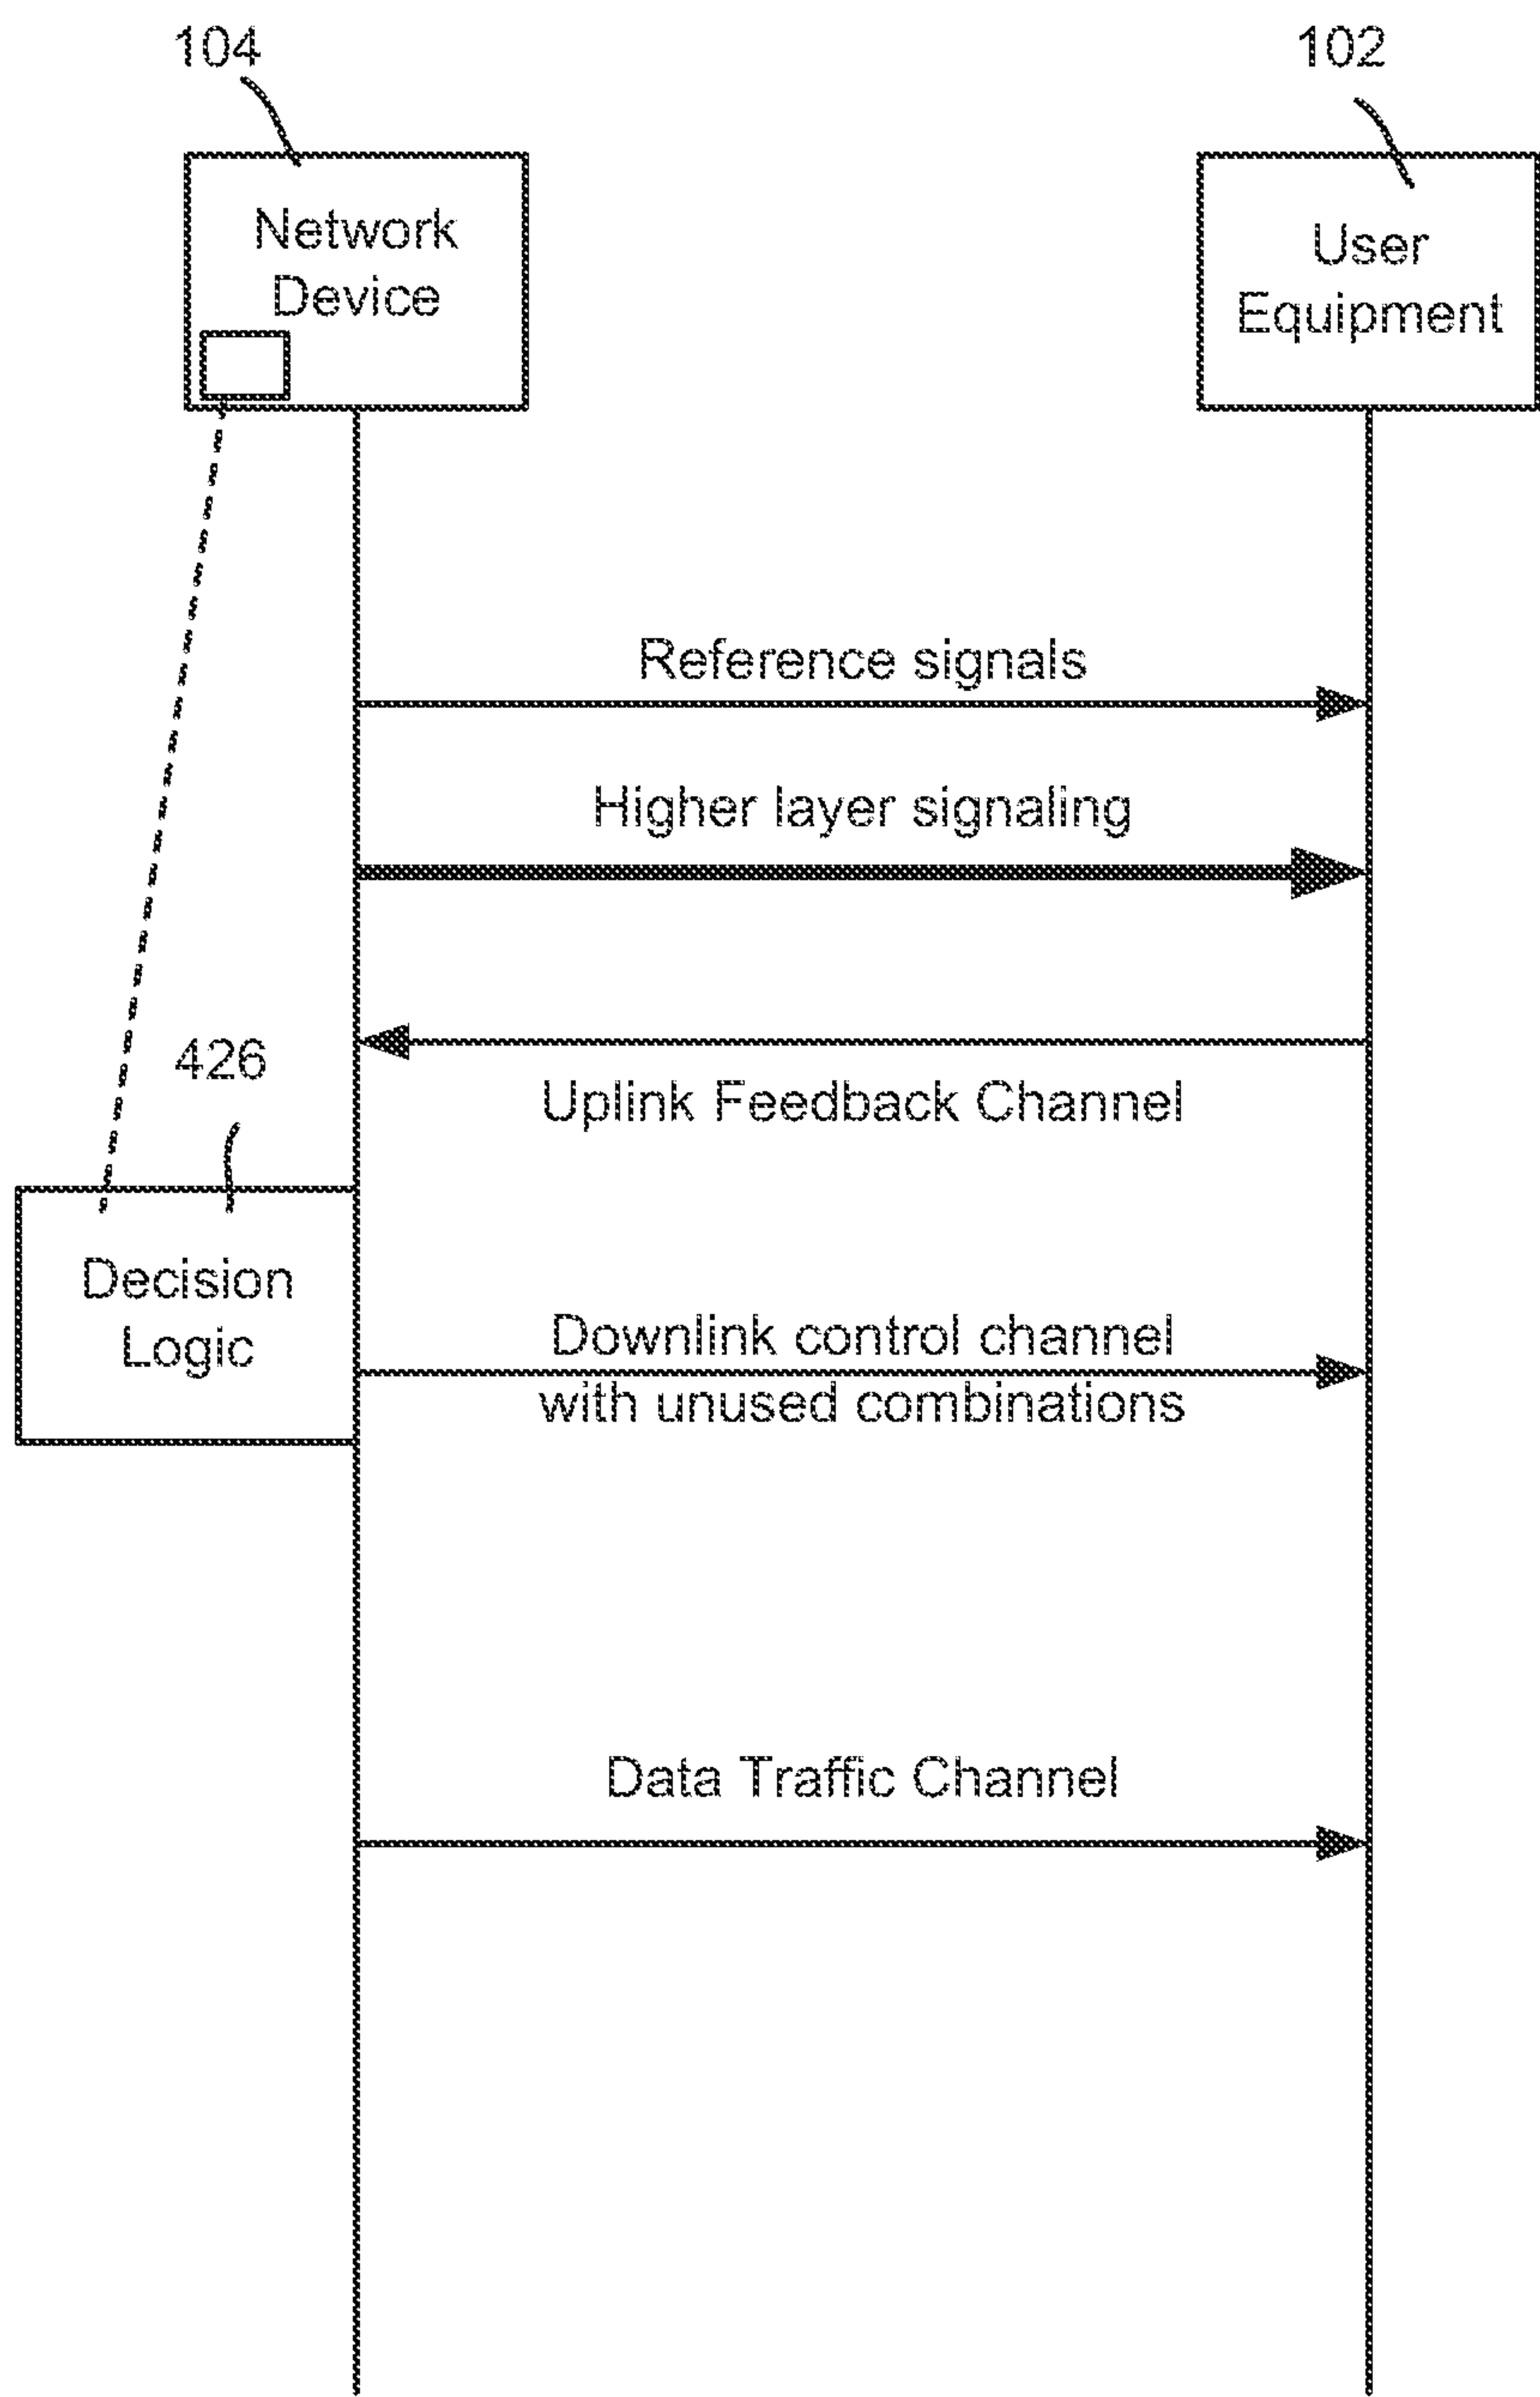 104
102
Network
Device
User
Equipment
Reference signals
Higher layer signaling
426
Uplink Feedback Channel
Decision
Logic
Downlink control channel
with unused combinations
Data Traffic Channel